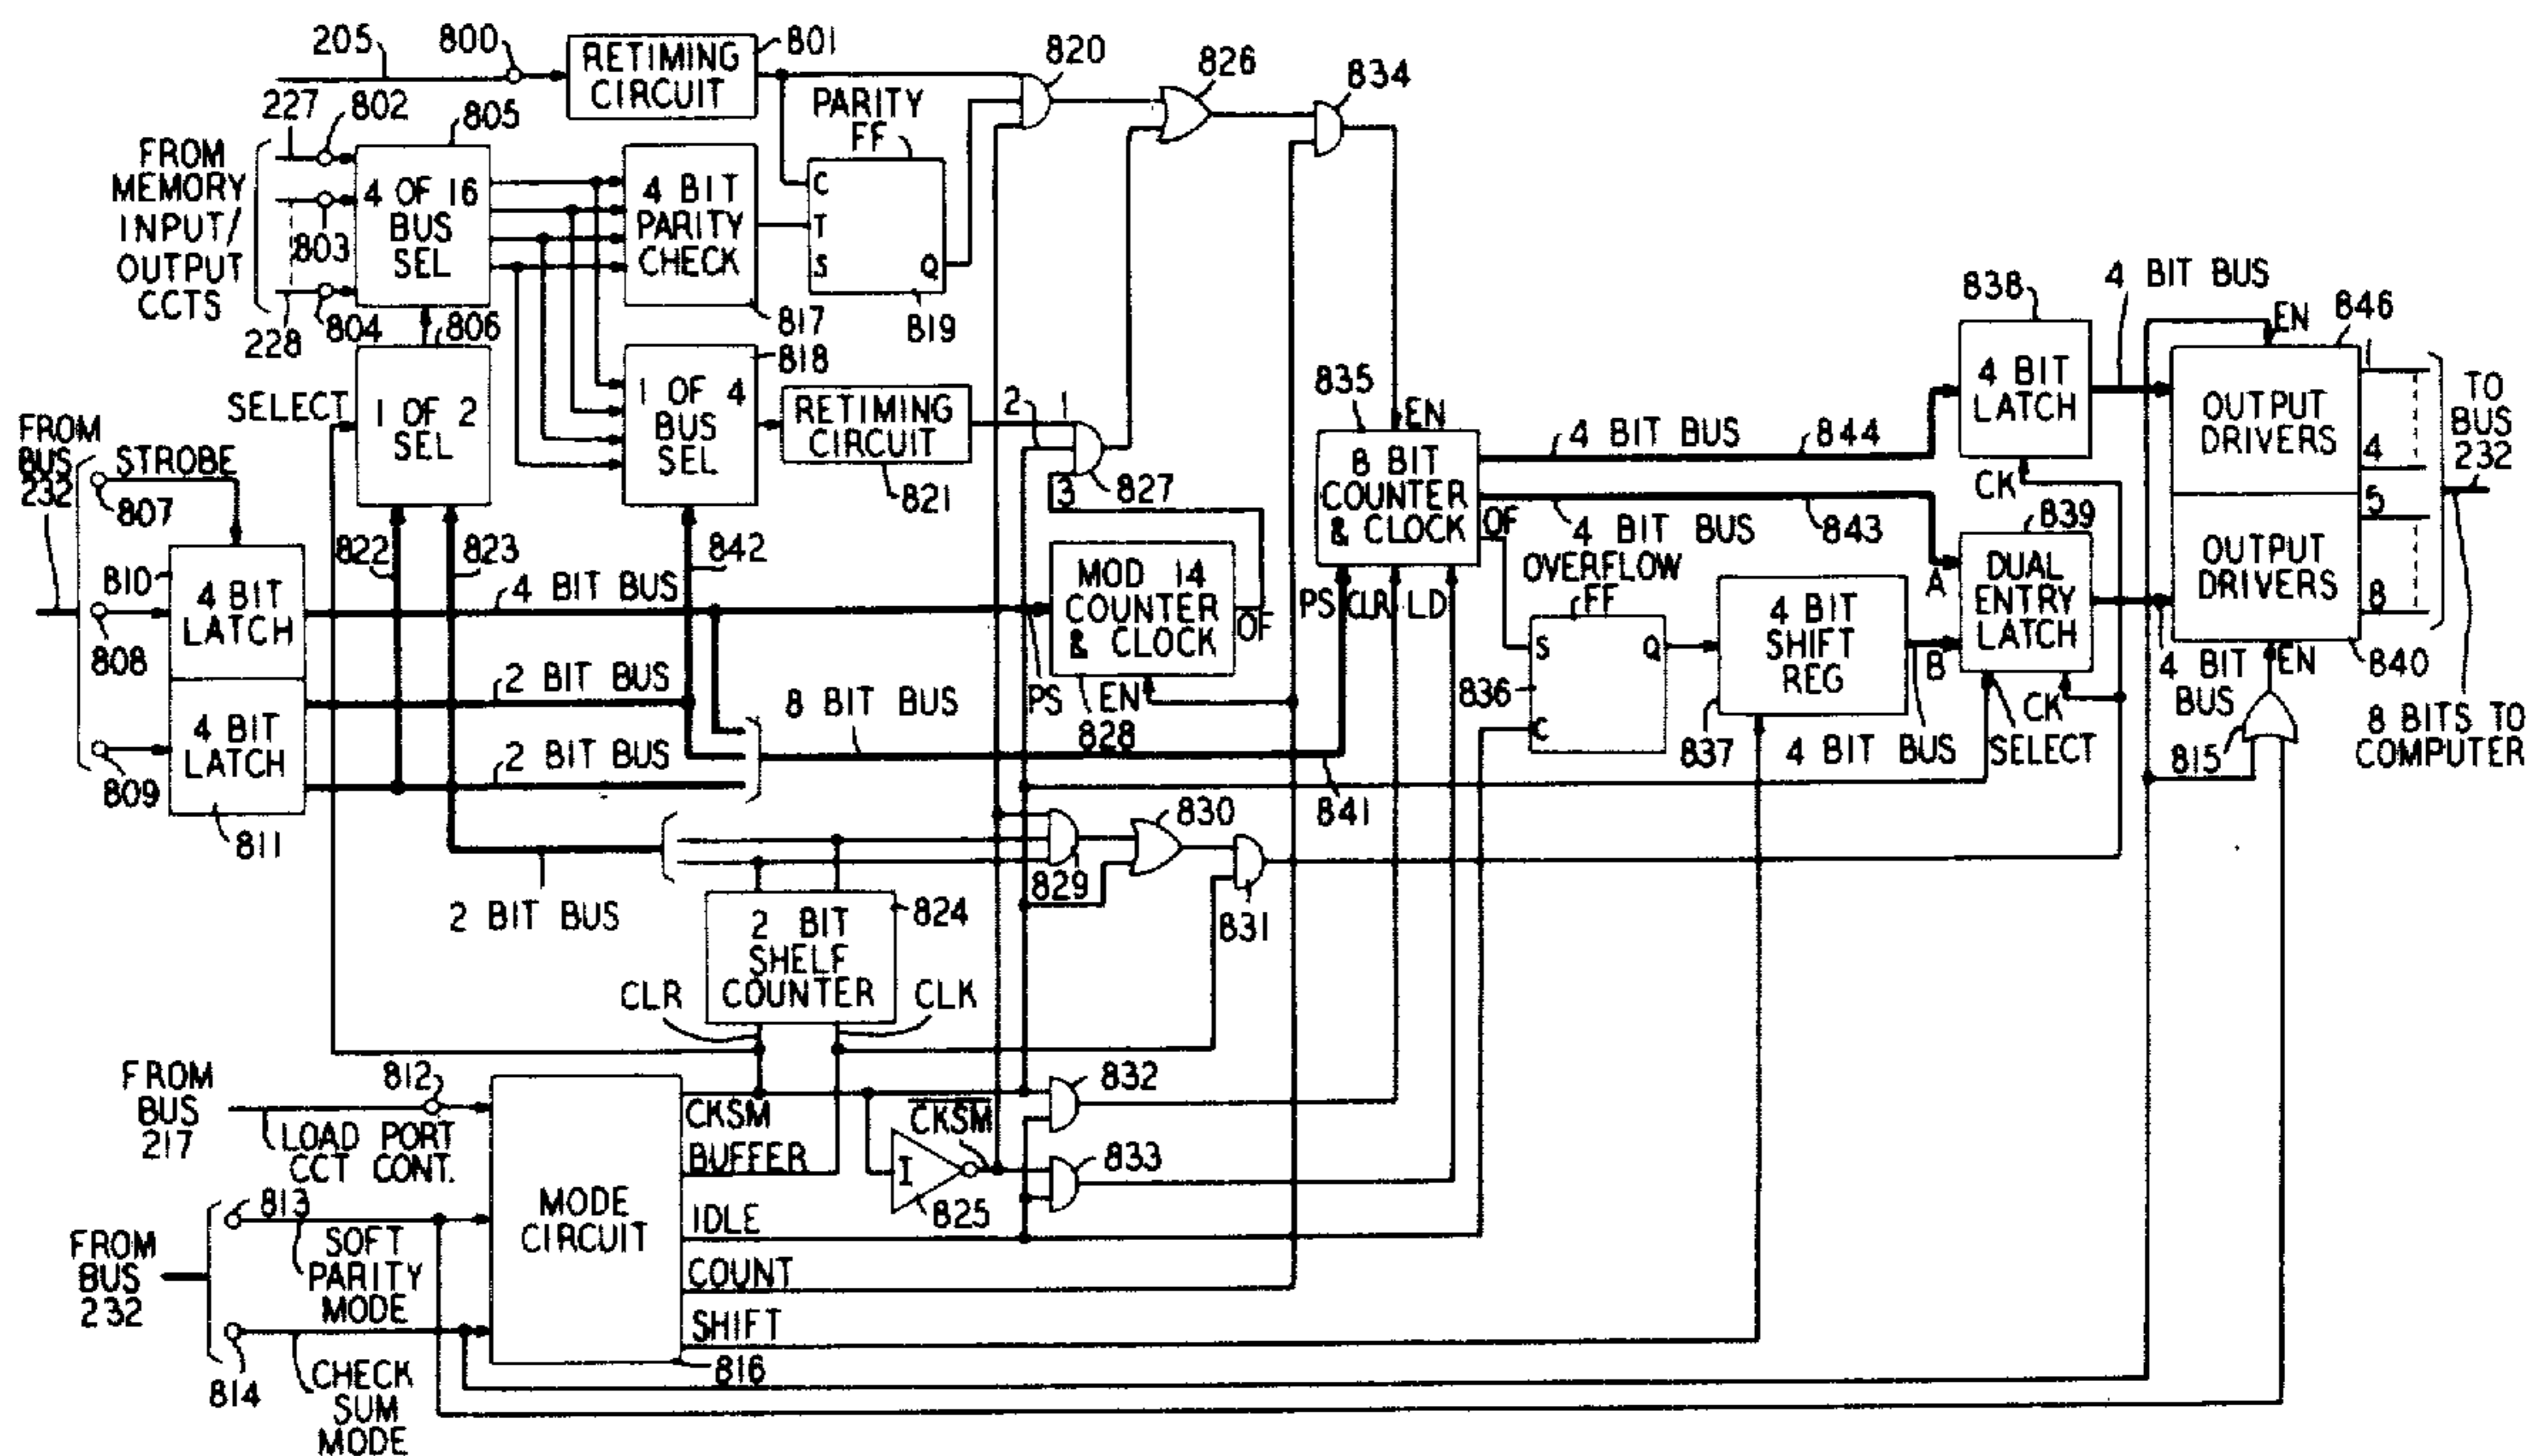 205
800
RETIMING
CIRCUIT
801
820
826
834
227
802
805
PARITY
FF
FROM
MEMORY
INPUT/
OUTPUT
CCTS
803
228
804
4 OF 16
BUS
SEL
806
4 BIT
PARITY
CHECK
817
C
T
S
Q
819
818
SELECT
1 OF 2
SEL
1 OF 4
BUS
SEL
RETIMING
CIRCUIT
821
2
1
3
827
FROM
BUS
232
STROBE
807
808
809
810
4 BIT
LATCH
4 BIT
LATCH
811
822
823
842
4 BIT BUS
2 BIT BUS
2 BIT BUS
8 BIT BUS
MOD 14
COUNTER
& CLOCK
OF
PS
EN
828
835
EN
8 BIT
COUNTER
& CLOCK
OF
PS CLR LD
841
4 BIT BUS
844
4 BIT BUS
843
OVERFLOW
FF
S
Q
C
836
4 BIT
SHIFT
REG
837
4 BIT BUS
838
4 BIT
LATCH
CK
839
DUAL
ENTRY
LATCH
A
B
CK
SELECT
4 BIT BUS
4 BIT
BUS
EN
846
OUTPUT
DRIVERS
OUTPUT
DRIVERS
1
4
5
8
EN
840
815
TO
BUS
232
8 BITS TO
COMPUTER
2 BIT BUS
829
830
831
2 BIT
SHELF
COUNTER
824
CLR
CLK
FROM
BUS
217
812
LOAD PORT
CCT CONT.
813
SOFT
PARITY
MODE
FROM
BUS
232
814
CHECK
SUM
MODE
MODE
CIRCUIT
816
CKSM
BUFFER
IDLE
COUNT
SHIFT
CKSM
I
825
832
833